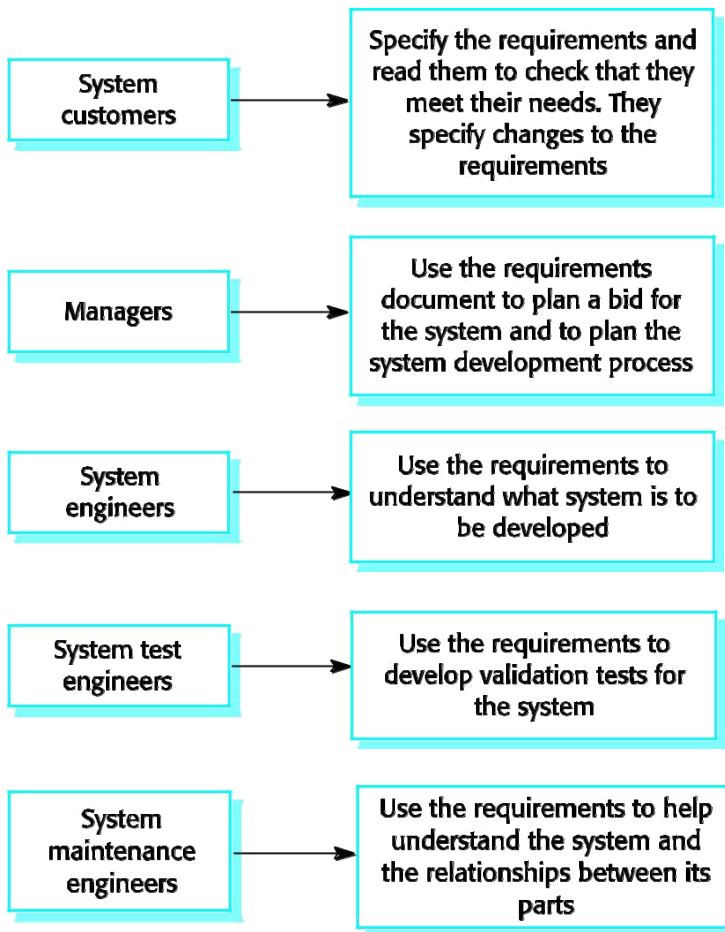 System
customers
Specify the requirements and
read them to check that they
meet their needs. They
specify changes to the
requirements
Managers
Use the requirements
document to plan a bid for
the system and to plan the
system development process
System
engineers
Use the requirements to
understand what system is to
be developed
System test
engineers
Use the requirements to
develop validation tests for
the system
System
maintenance
engineers
Use the requirements to help
understand the system and
the relationships between its
parts